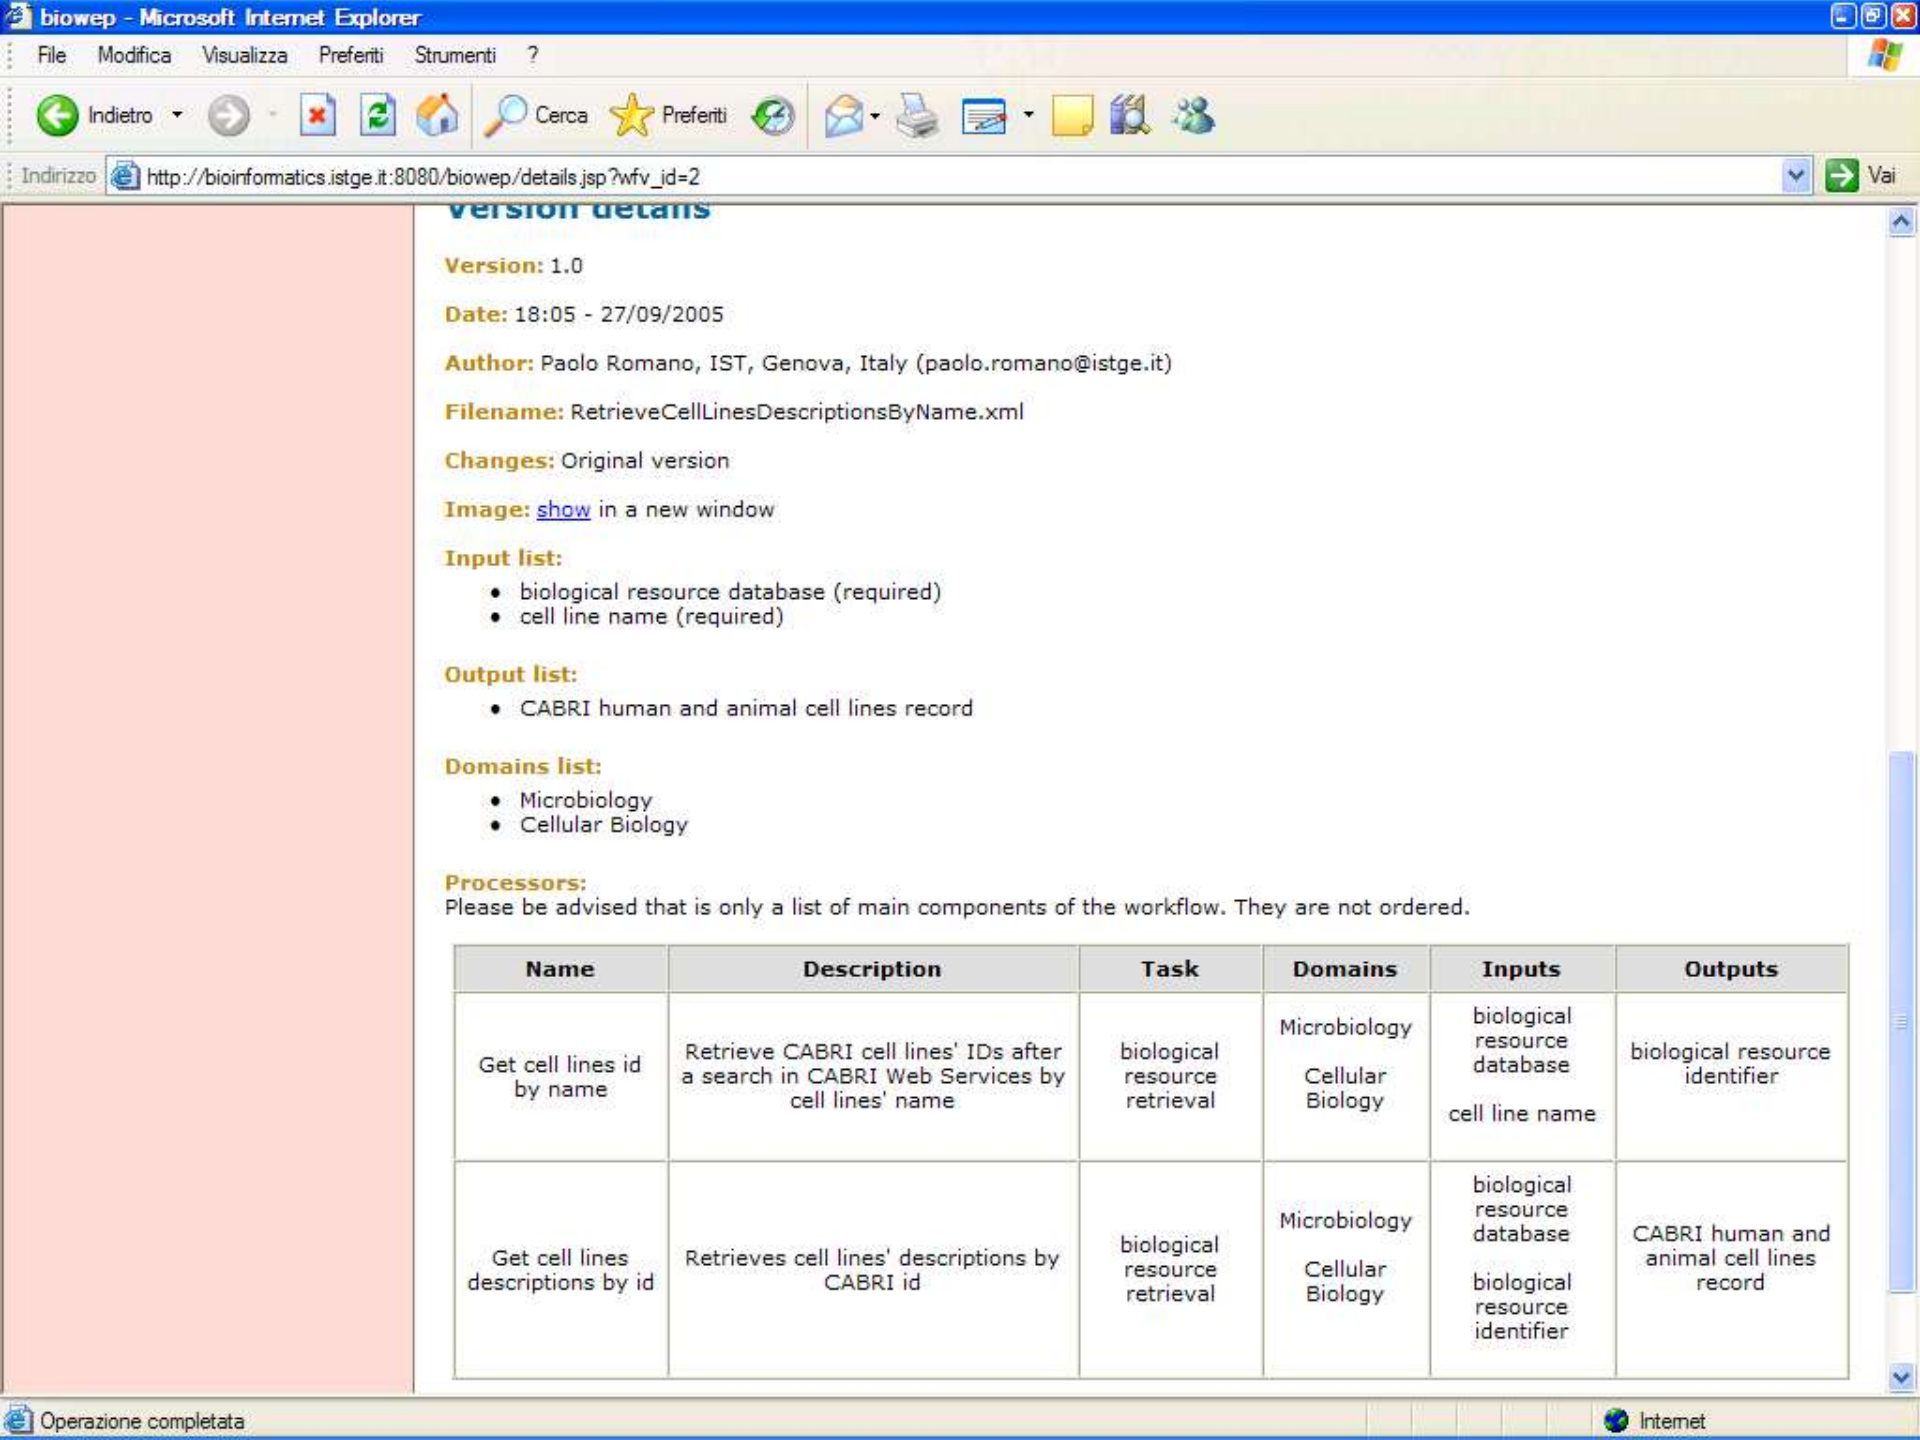 biowep - Microsoft Internet Explorer
File Modifica Visualizza Preferiti Strumenti ?
Indietro Cerca Preferiti
Indirizzo http://bioinformatics.istge.it:8080/biowep/details.jsp?wfv_id=2 Vai
Version details
Version: 1.0
Date: 18:05 - 27/09/2005
Author: Paolo Romano, IST, Genova, Italy (paolo.romano@istge.it)
Filename: RetrieveCellLinesDescriptionsByName.xml
Changes: Original version
Image: show in a new window
Input list:
• biological resource database (required)
• cell line name (required)
Output list:
• CABRI human and animal cell lines record
Domains list:
• Microbiology
• Cellular Biology
Processors:
Please be advised that is only a list of main components of the workflow. They are not ordered.
Name Description Task Domains Inputs Outputs
Get cell lines id
by name
Retrieve CABRI cell lines' IDs after
a search in CABRI Web Services by
cell lines' name
biological
resource
retrieval
Microbiology
Cellular
Biology
biological
resource
database
cell line name
biological resource
identifier
Get cell lines
descriptions by id
Retrieves cell lines' descriptions by
CABRI id
biological
resource
retrieval
Microbiology
Cellular
Biology
biological
resource
database
biological
resource
identifier
CABRI human and
animal cell lines
record
Operazione completata Internet